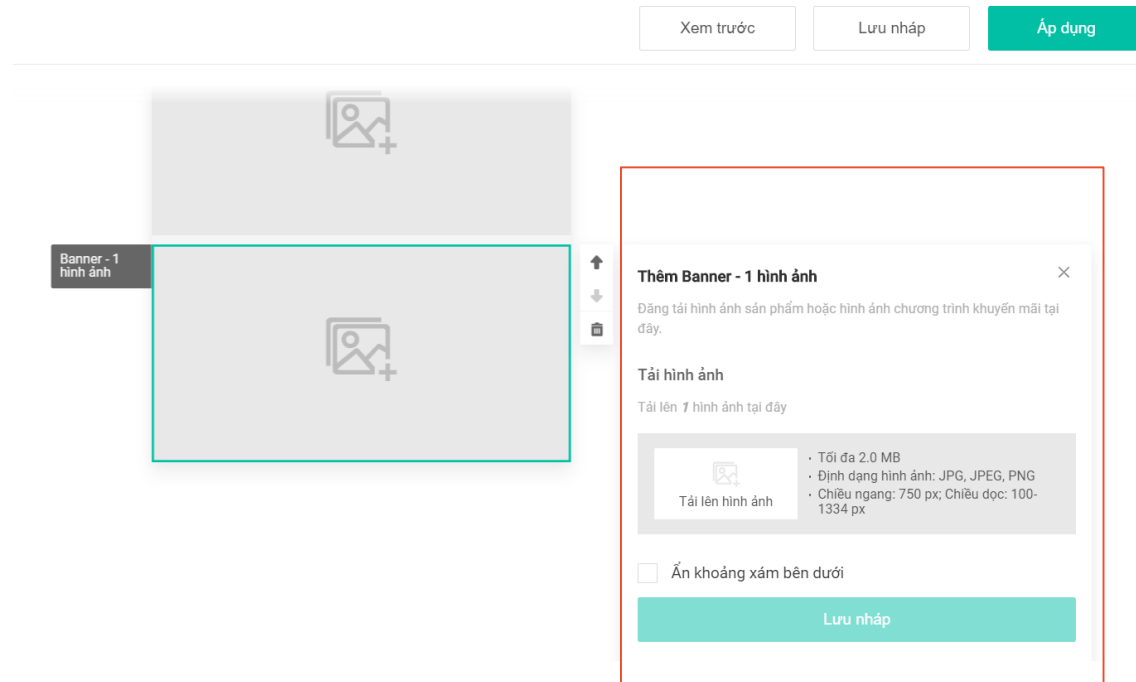 Xem trước
Lưu nháp
Áp dụng
Banner - 1
hình ảnh
Thêm Banner - 1 hình ảnh
Đăng tải hình ảnh sản phẩm hoặc hình ảnh chương trình khuyến mãi tại
đây.
Tải hình ảnh
Tải lên 1 hình ảnh tại đây
Tải lên hình ảnh
· Tối đa 2.0 MB
· Định dạng hình ảnh: JPG, JPEG, PNG
· Chiều ngang: 750 px; Chiều dọc: 100-
1334 px
Ẩn khoảng xám bên dưới
Lưu nháp